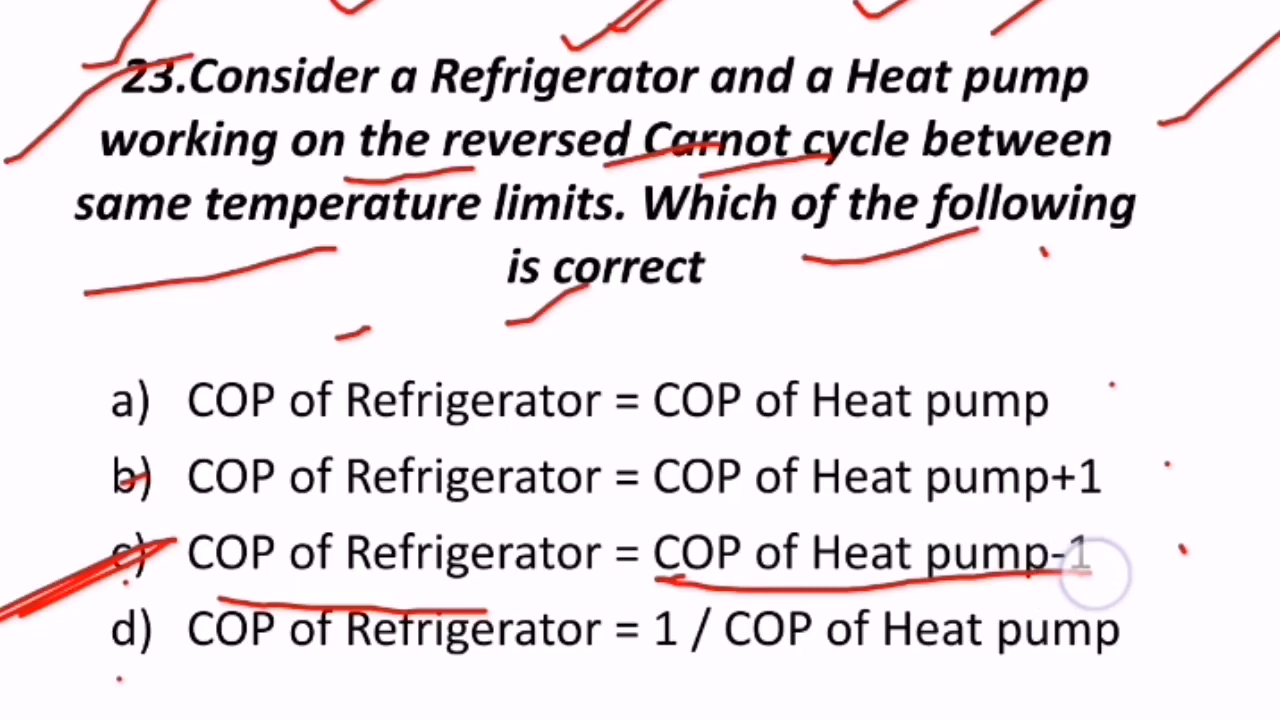 23.Consider a Refrigerator and a Heat pump
working on the reversed Carnot cycle between
same temperature limits. Which of the following
is correct
a) COP of Refrigerator = COP of Heat pump
b) COP of Refrigerator = COP of Heat pump+1
c) COP of Refrigerator = COP of Heat pump-1
d) COP of Refrigerator = 1 / COP of Heat pump